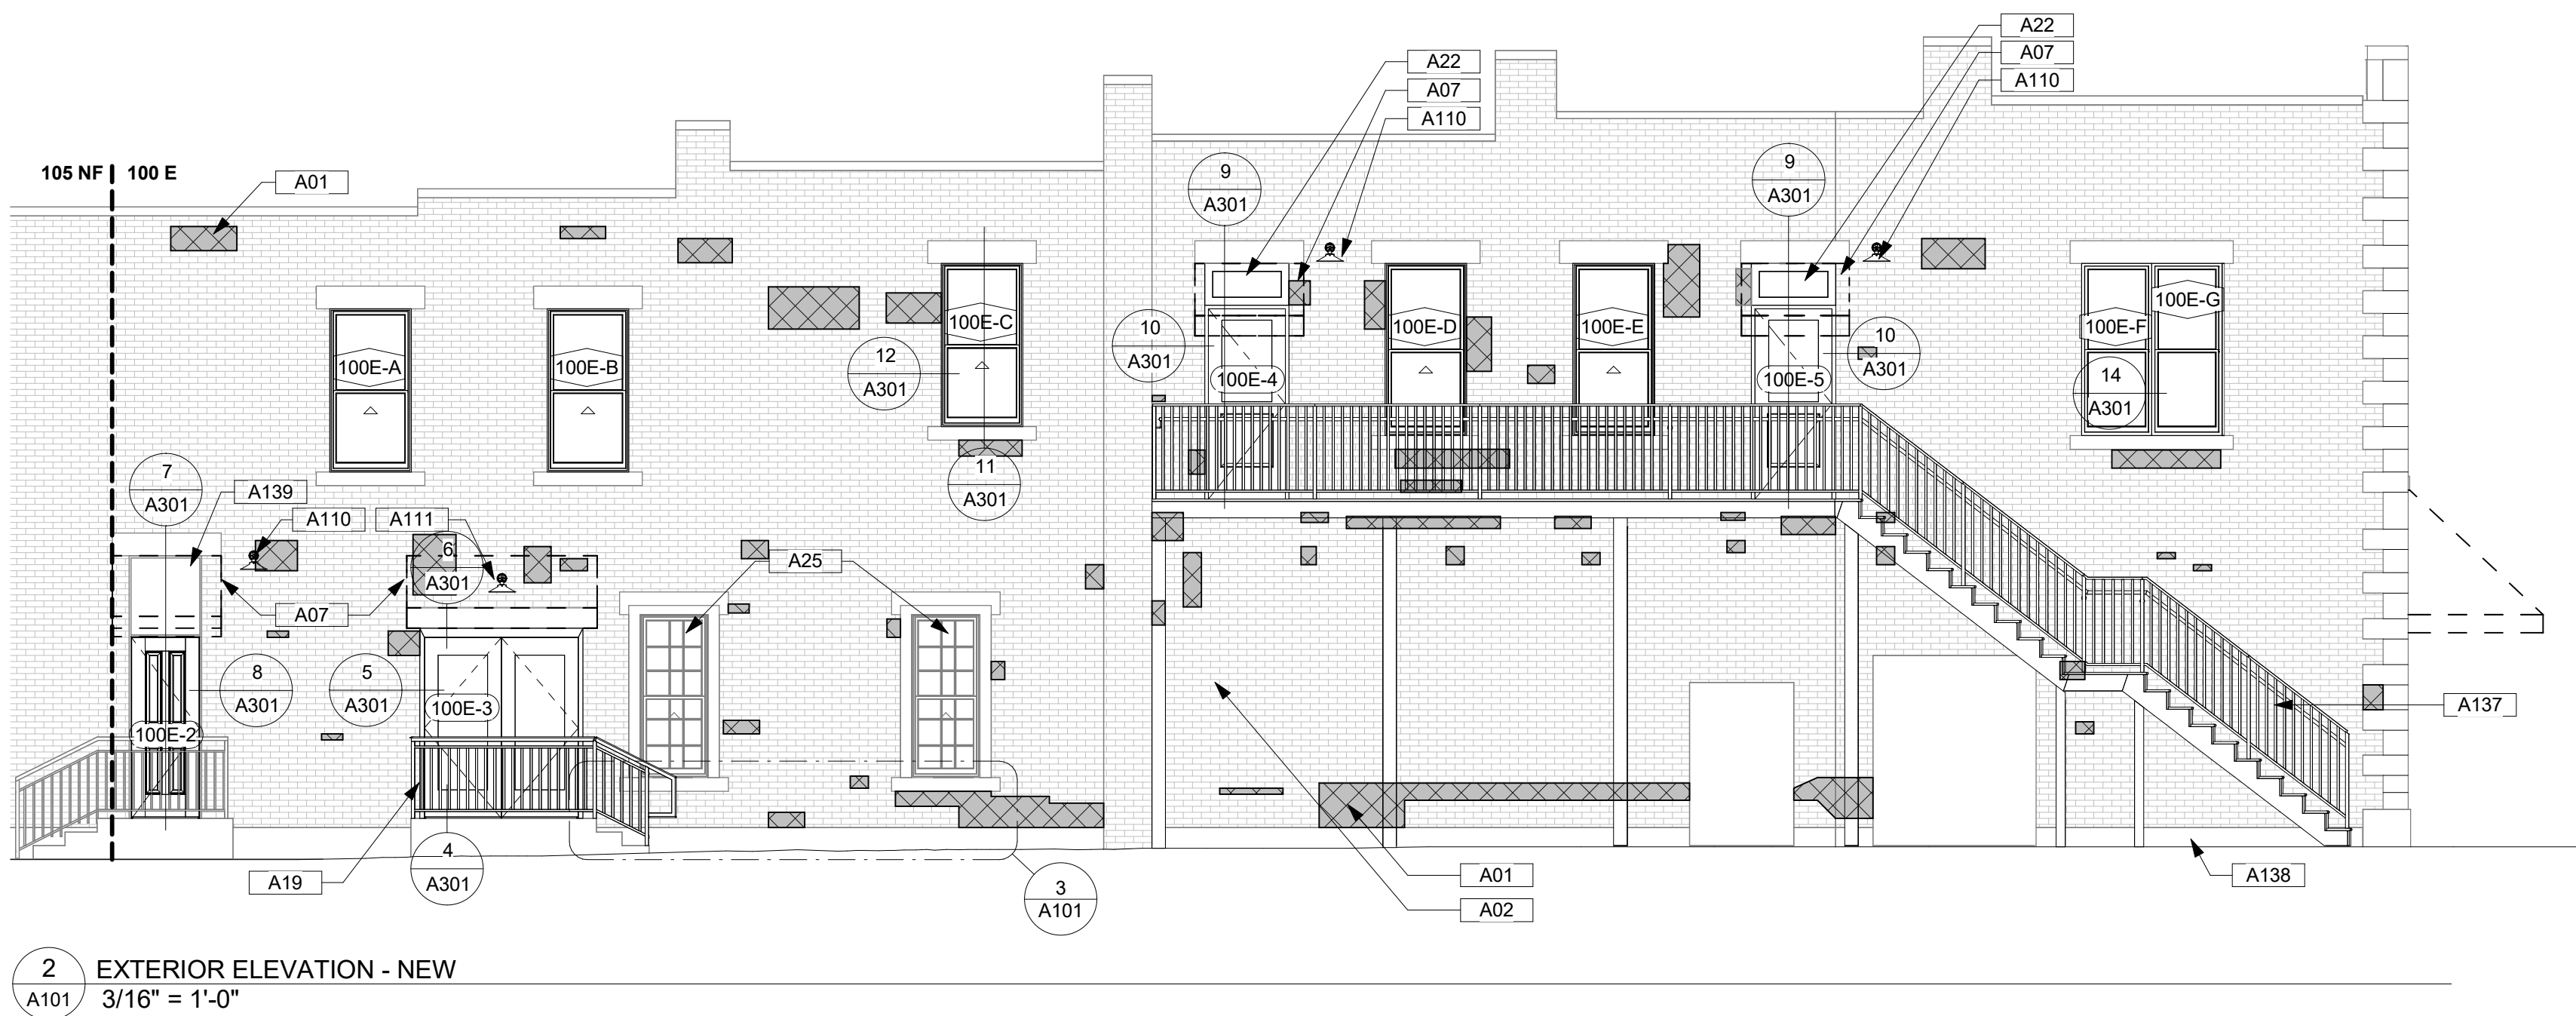 A22
A07
A110
A22
A07
A110
105 NF
100 E
A01
9
A301
9
A301
100E-A
100E-B
100E-C
12
A301
11
A301
10
A301
100E-4
100E-D
100E-E
100E-5
10
A301
100E-F
100E-G
14
A301
7
A301
A139
A110
A111
6
A301
A25
A07
8
A301
5
A301
100E-3
100E-2
A137
A19
4
A301
3
A101
A01
A02
A138
2
A101
EXTERIOR ELEVATION - NEW
3/16" = 1'-0"